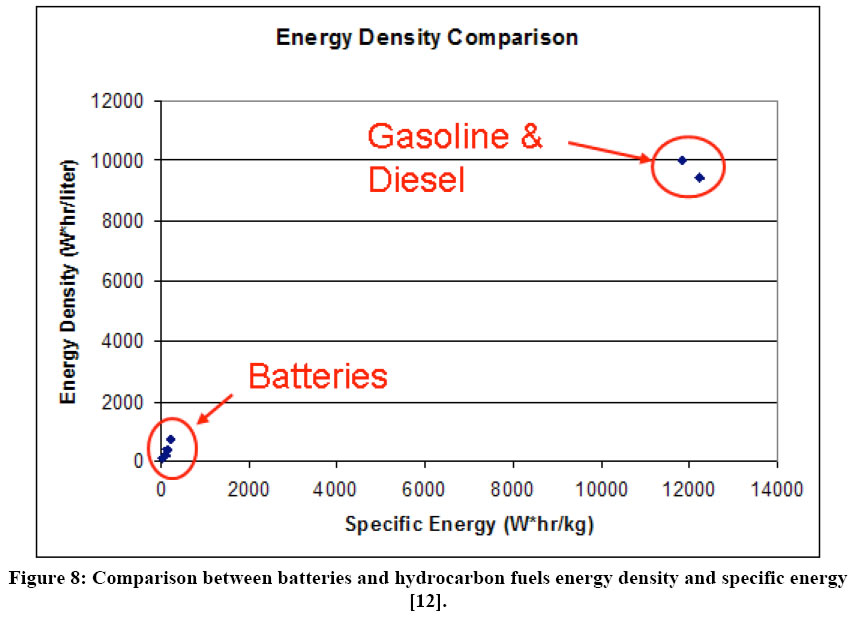 Energy Density Comparison
12000
10000
8000
6000
4000
2000
0
Energy Density (W*hr/liter)
Gasoline &
Diesel
Batteries
0 2000 4000 6000 8000 10000 12000 14000
Specific Energy (W*hr/kg)
Figure 8: Comparison between batteries and hydrocarbon fuels energy density and specific energy
[12].